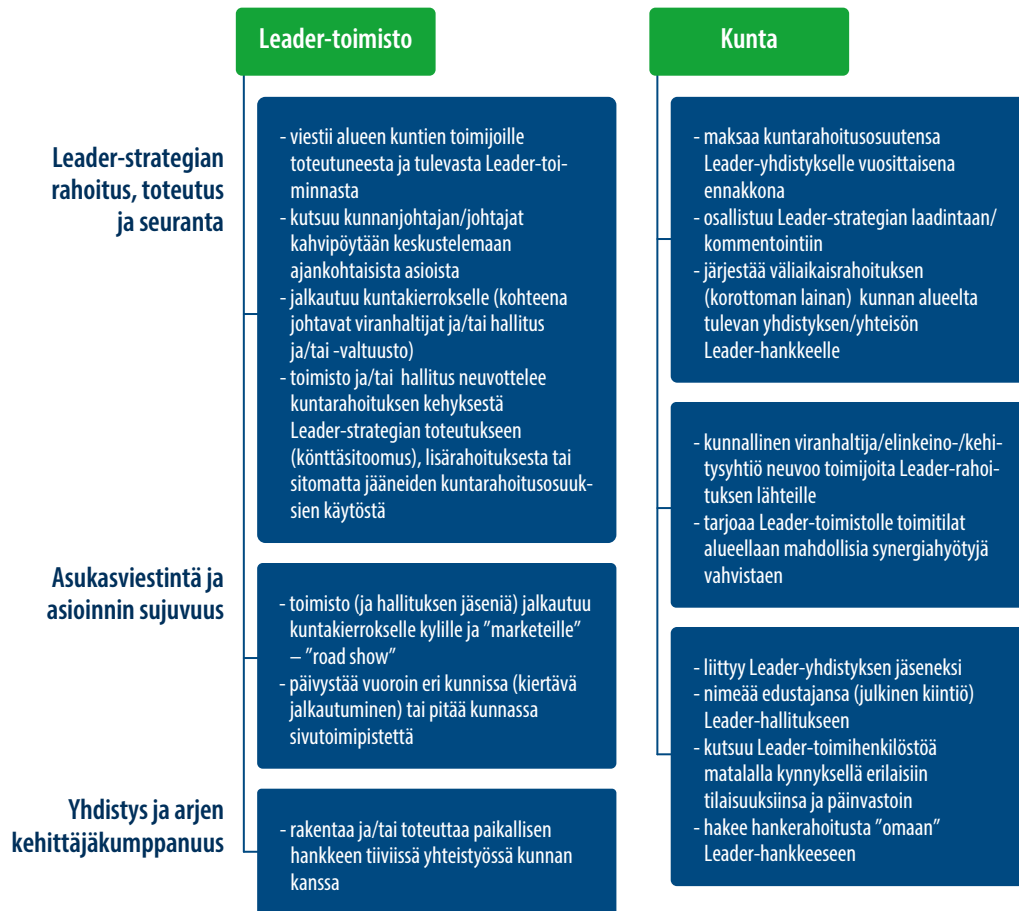 Leader-toimisto
Kunta
Leader-strategian
rahoitus, toteutus
ja seuranta
- viestii alueen kuntien toimijoille
toteutuneesta ja tulevasta Leader-toi-
minnasta
- kutsuu kunnanjohtajan/johtajat
kahvipöytään keskustelemaan
ajankohtaisista asioista
- jalkautuu kuntakierrokselle (kohteena
johtavat viranhaltijat ja/tai hallitus
ja/tai -valtuusto)
- toimisto ja/tai hallitus neuvottelee
kuntarahoituksen kehyksestä
Leader-strategian toteutukseen
(könttäsitoomus), lisärahoituksesta tai
sitomatta jääneiden kuntarahoitusosuuk-
sien käytöstä
- maksaa kuntarahoitusosuutensa
Leader-yhdistykselle vuosittaisena
ennakkona
- osallistuu Leader-strategian laadintaan/
kommentointiin
- järjestää väliaikaisrahoituksen
(korottoman lainan) kunnan alueelta
tulevan yhdistyksen/yhteisön
Leader-hankkeelle
Asukasviestintä ja
asioinnin sujuvuus
- toimisto (ja hallituksen jäseniä) jalkautuu
kuntakierrokselle kylille ja ”marketeille”
– ”road show”
- päivystää vuoroin eri kunnissa (kiertävä
jalkautuminen) tai pitää kunnassa
sivutoimipistettä
- kunnallinen viranhaltija/elinkeino-/kehi-
tysyhtiö neuvoo toimijoita Leader-rahoi-
tuksen lähteille
- tarjoaa Leader-toimistolle toimitilat
alueellaan mahdollisia synergiahyötyjä
vahvistaen
Yhdistys ja arjen
kehittäjäkumppanuus
- rakentaa ja/tai toteuttaa paikallisen
hankkeen tiiviissä yhteistyössä kunnan
kanssa
- liittyy Leader-yhdistyksen jäseneksi
- nimeää edustajansa (julkinen kiintiö)
Leader-hallitukseen
- kutsuu Leader-toimihenkilöstöä
matalalla kynnyksellä erilaisiin
tilaisuuksiinsa ja päinvastoin
- hakee hankerahoitusta ”omaan”
Leader-hankkeeseen